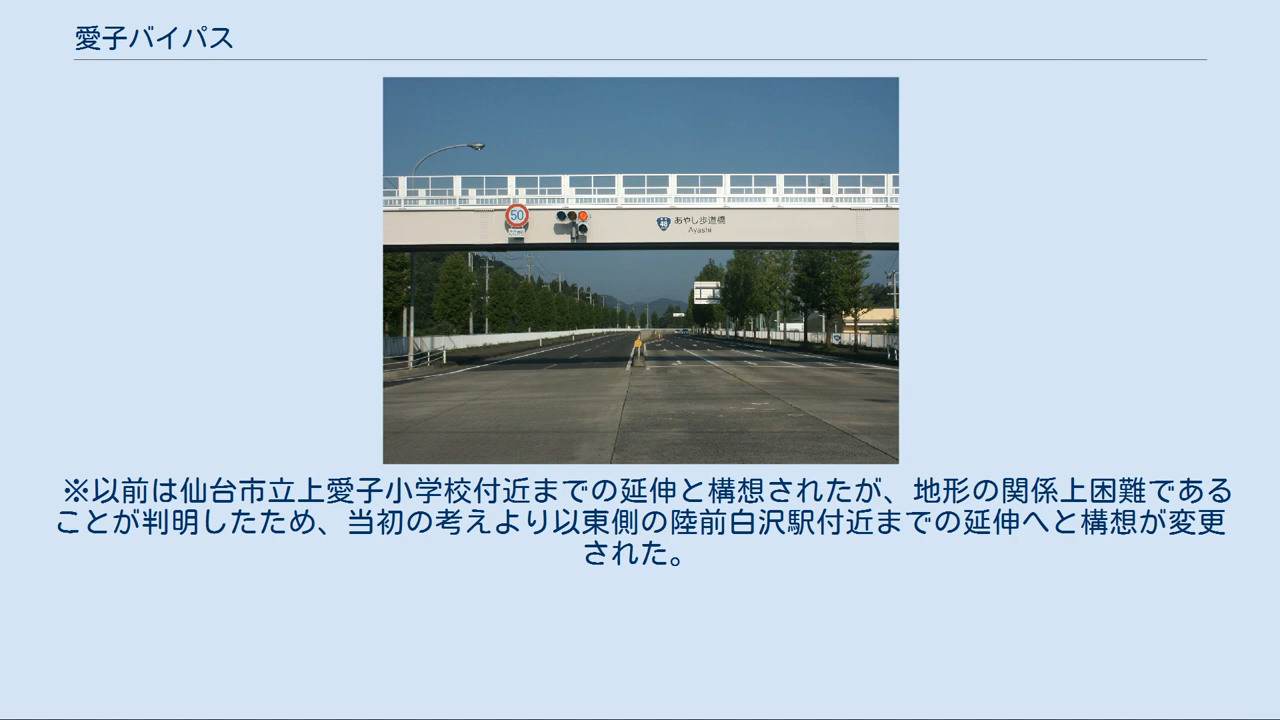 愛子バイパス
50
48
あやし歩道橋
Ayashi
※以前は仙台市立上愛子小学校付近までの延伸と構想されたが、地形の関係上困難である
ことが判明したため、当初の考えより以東側の陸前白沢駅付近までの延伸へと構想が変更
された。